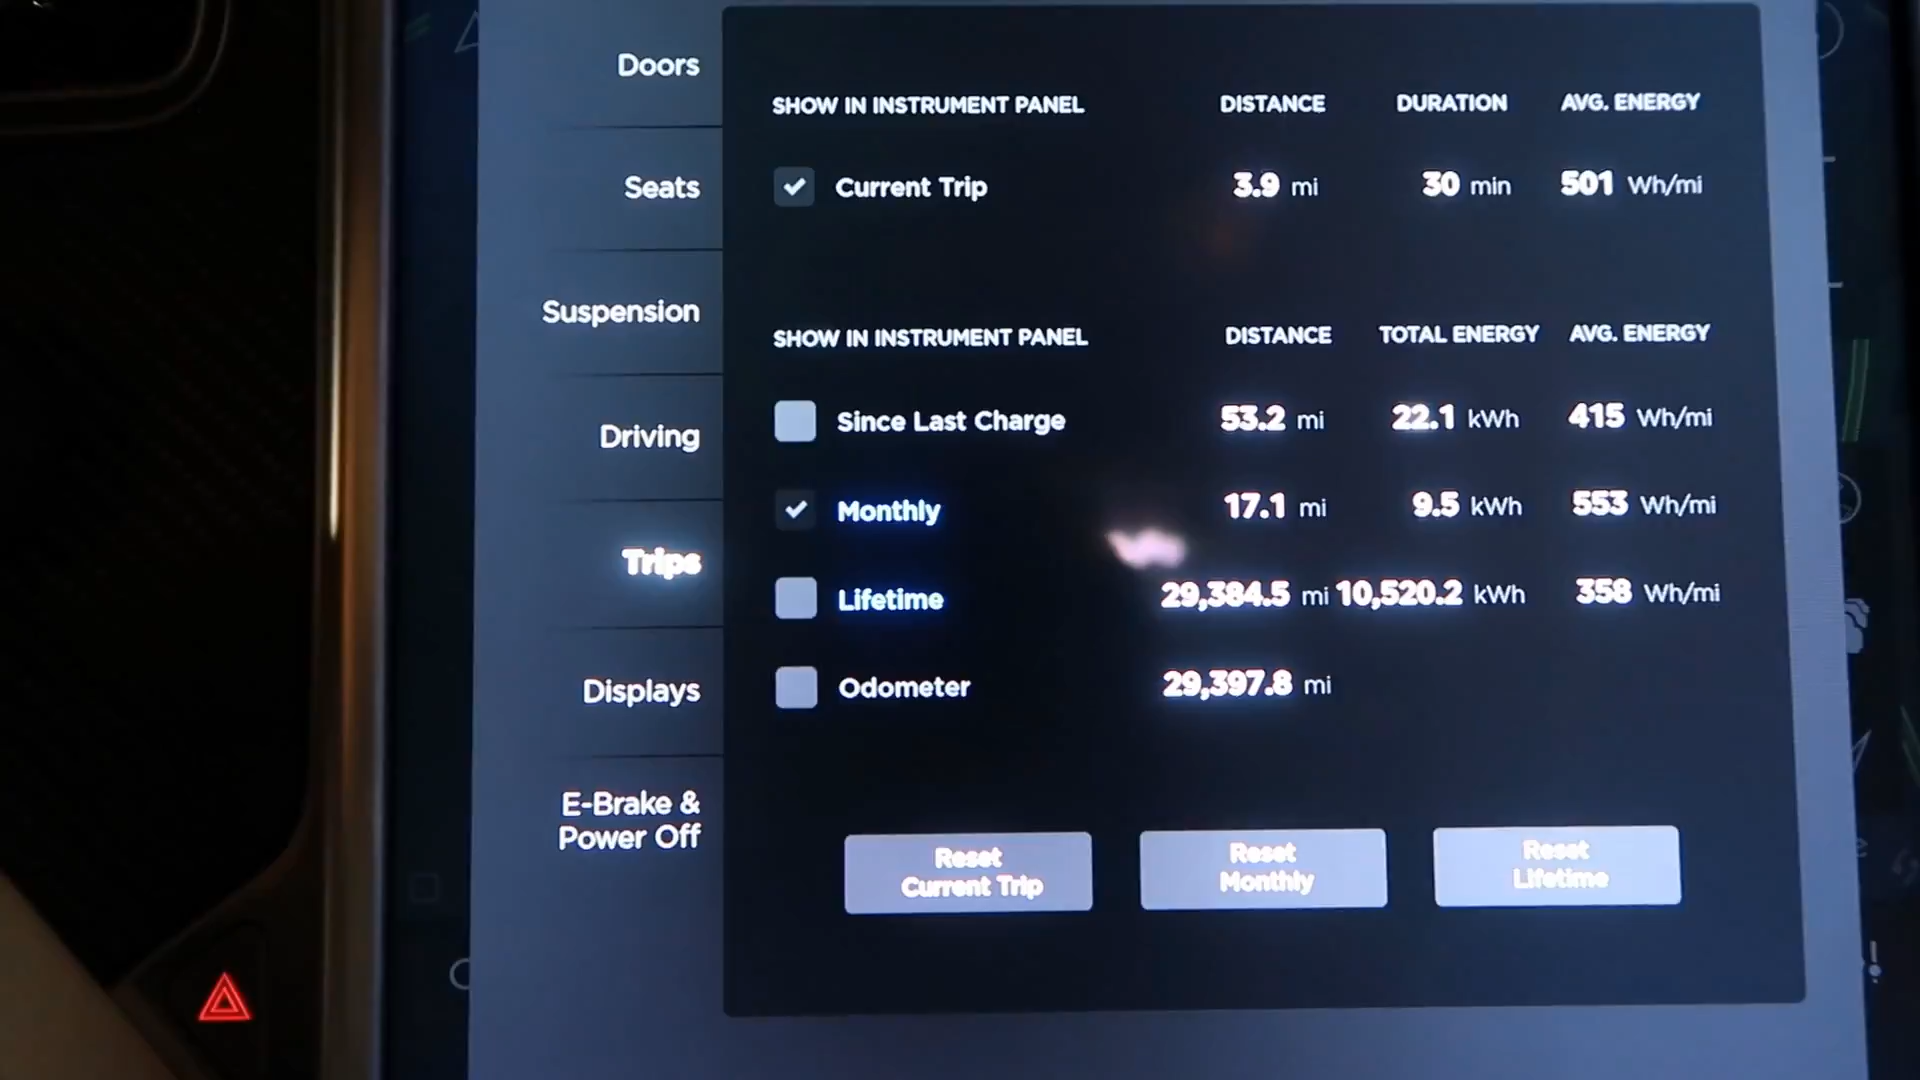 Doors
Seats
Suspension
Driving
Trips
Displays
E-Brake &
Power Off
SHOW IN INSTRUMENT PANEL DISTANCE DURATION AVG. ENERGY
Current Trip 3.9 mi 30 min 501 Wh/mi
SHOW IN INSTRUMENT PANEL DISTANCE TOTAL ENERGY AVG. ENERGY
Since Last Charge 53.2 mi 22.1 kWh 415 Wh/mi
Monthly 17.1 mi 9.5 kWh 553 Wh/mi
Lifetime 29,384.5 mi 10,520.2 kWh 358 Wh/mi
Odometer 29,397.8 mi
Reset
Current Trip
Reset
Monthly
Reset
Lifetime